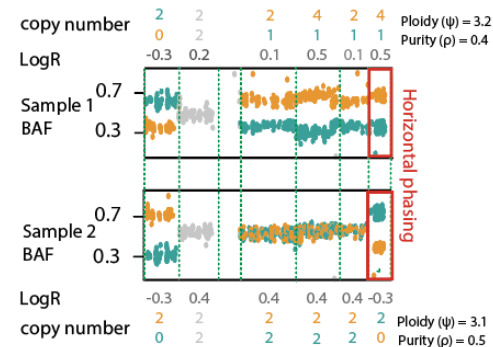 copy number 2 2 2 4 2 4 Ploidy (ψ) = 3.2
0 2 1 1 1 1 Purity (ρ) = 0.4
LogR -0.3 0.2 0.1 0.5 0.1 0.5
Sample 1
BAF
0.7
0.3
Horizontal phasing
Sample 2
BAF
0.7
0.3
LogR -0.3 0.4 0.4 0.4 0.4 -0.3
copy number 2 2 2 2 2 2 Ploidy (ψ) = 3.1
0 2 2 2 2 0 Purity (ρ) = 0.5